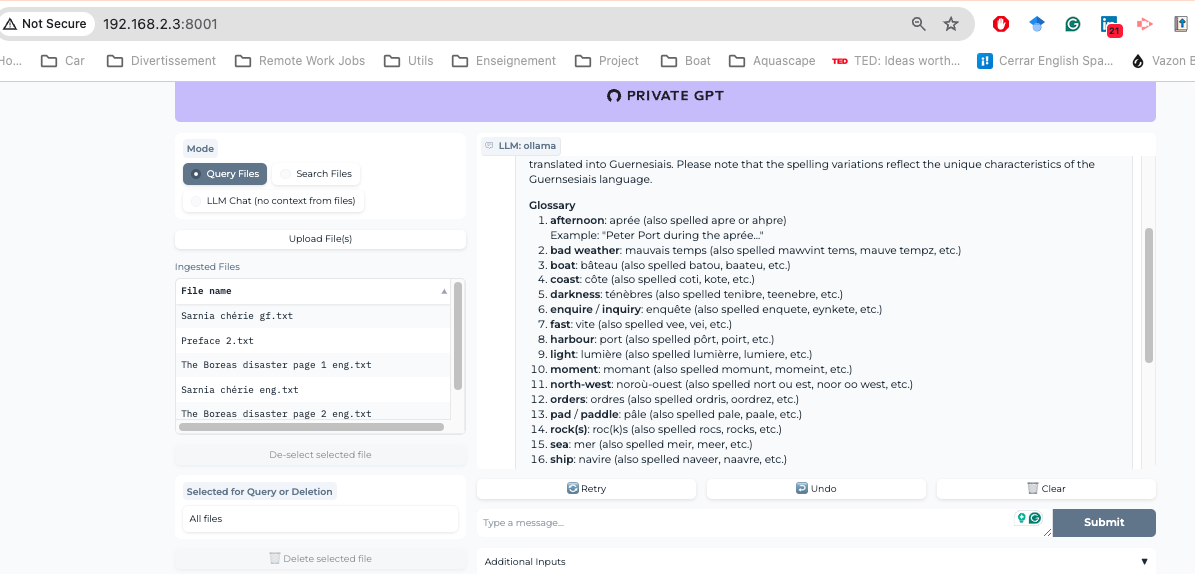 Not Secure 192.168.2.3:8001
21
Ho... Car Divertissement Remote Work Jobs Utils Enseignement Project Boat Aquascape TED TED: Ideas worth... Cerrar English Spa... Vazon B
PRIVATE GPT
Mode
Query Files Search Files
LLM Chat (no context from files)
Upload File(s)
Ingested Files
File name
Sarnia chérie gf.txt
Preface 2.txt
The Boreas disaster page 1 eng.txt
Sarnia chérie eng.txt
The Boreas disaster page 2 eng.txt
De-select selected file
Selected for Query or Deletion
All files
Delete selected file
LLM: ollama
translated into Guernesiais. Please note that the spelling variations reflect the unique characteristics of the
Guernsesiais language.
Glossary
1. afternoon: aprée (also spelled apre or ahpre)
Example: "Peter Port during the aprée..."
2. bad weather: mauvais temps (also spelled mawvint tems, mauve tempz, etc.)
3. boat: bâteau (also spelled batou, baateu, etc.)
4. coast: côte (also spelled coti, kote, etc.)
5. darkness: ténèbres (also spelled tenibre, teenebre, etc.)
6. enquire / inquiry: enquête (also spelled enquete, eynkete, etc.)
7. fast: vite (also spelled vee, vei, etc.)
8. harbour: port (also spelled pôrt, poirt, etc.)
9. light: lumière (also spelled lumièrre, lumiere, etc.)
10. moment: momant (also spelled momunt, momeint, etc.)
11. north-west: noroù-ouest (also spelled nort ou est, noor oo west, etc.)
12. orders: ordres (also spelled ordris, oordrez, etc.)
13. pad / paddle: pâle (also spelled pale, paale, etc.)
14. rock(s): roc(k)s (also spelled rocs, rocks, etc.)
15. sea: mer (also spelled meir, meer, etc.)
16. ship: navire (also spelled naveer, naavre, etc.)
Retry Undo Clear
Type a message...
Submit
Additional Inputs